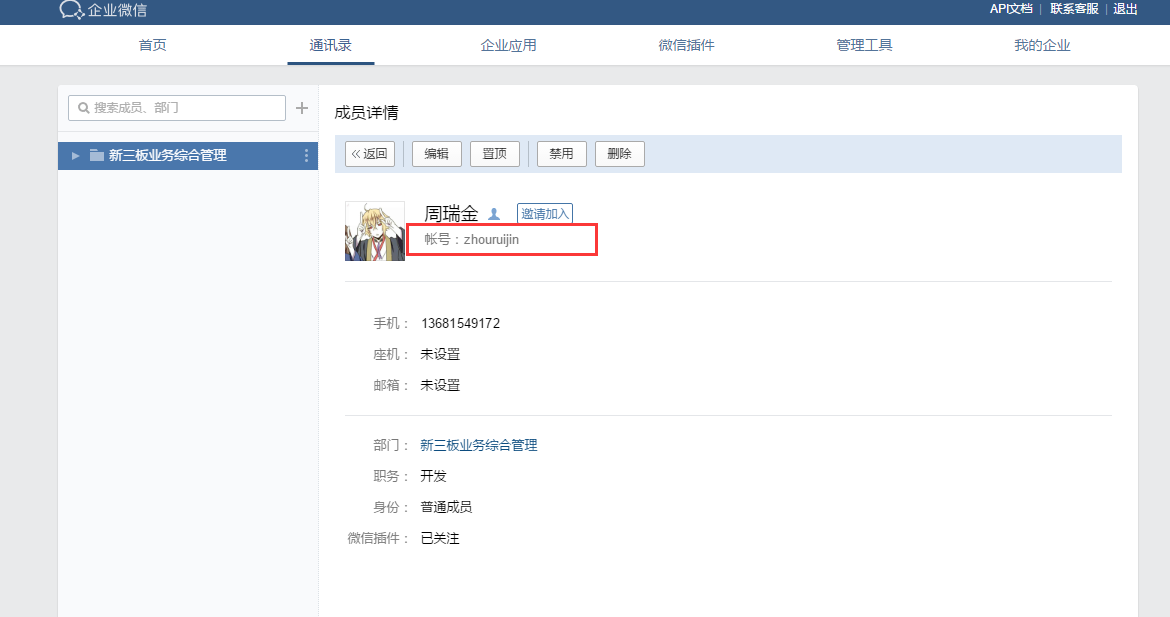 企业微信
API文档 | 联系客服 | 退出
首页 通讯录 企业应用 微信插件 管理工具 我的企业
搜索成员、部门
新三板业务综合管理
成员详情
返回 编辑 置顶 禁用 删除
周瑞金 邀请加入
帐号：zhouruijin
手机： 13681549172
座机： 未设置
邮箱： 未设置
部门： 新三板业务综合管理
职务： 开发
身份： 普通成员
微信插件： 已关注